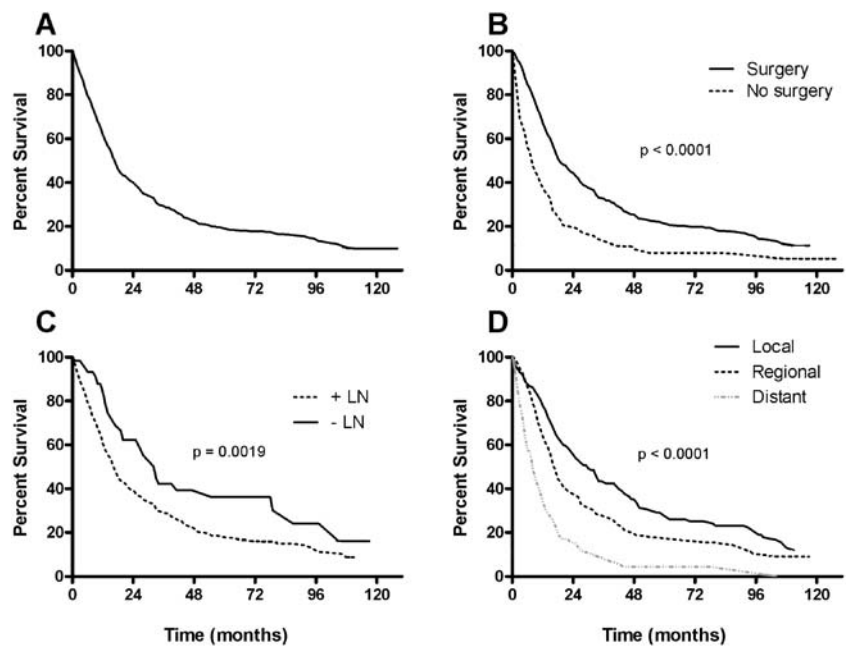 A
Percent Survival
100
80
60
40
20
0
0 24 48 72 96 120
B
Percent Survival
100
80
60
40
20
0
0 24 48 72 96 120
Surgery
No surgery
p < 0.0001
C
Percent Survival
100
80
60
40
20
0
0 24 48 72 96 120
+ LN
- LN
p = 0.0019
Time (months)
D
Percent Survival
100
80
60
40
20
0
0 24 48 72 96 120
Local
Regional
Distant
p < 0.0001
Time (months)